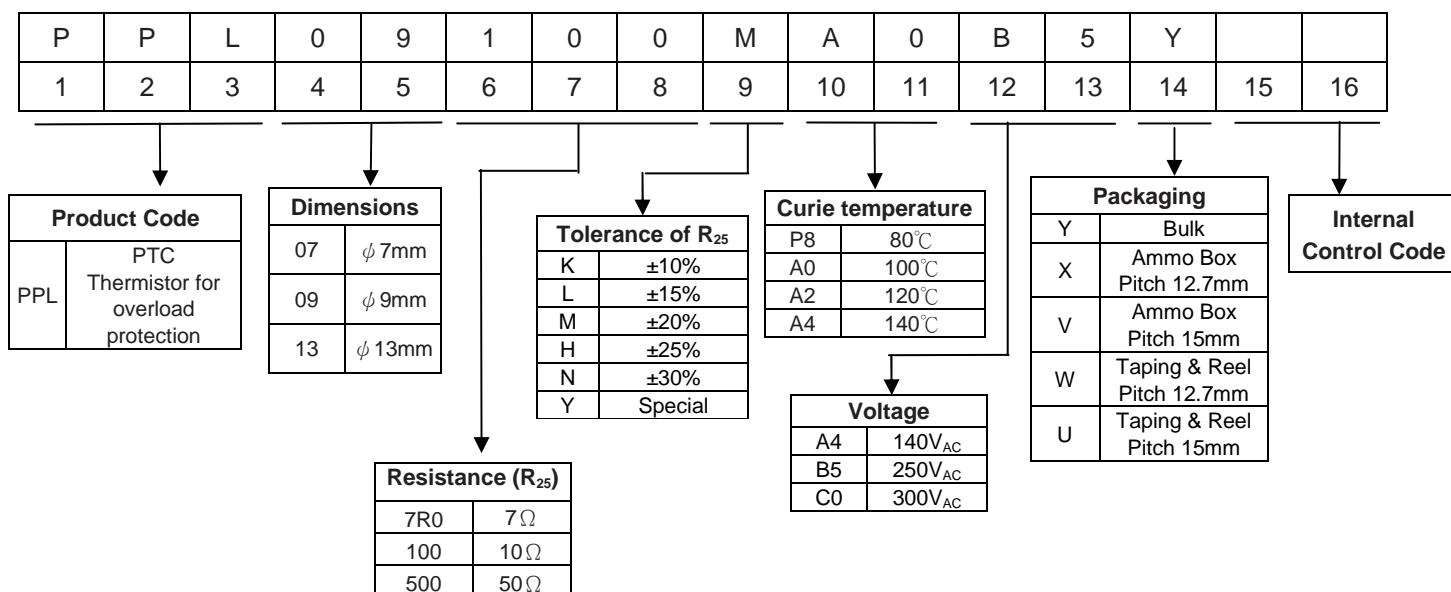 P P L 0 9 1 0 0 M A 0 B 5 Y
1 2 3 4 5 6 7 8 9 10 11 12 13 14 15 16
Product Code
PPL
PTC
Thermistor for
overload
protection
Dimensions
07 ϕ7mm
09 ϕ9mm
13 ϕ13mm
Resistance (R25)
7R0 7Ω
100 10Ω
500 50Ω
Tolerance of R25
K ±10%
L ±15%
M ±20%
H ±25%
N ±30%
Y Special
Curie temperature
P8 80℃
A0 100℃
A2 120℃
A4 140℃
Voltage
A4 140VAC
B5 250VAC
C0 300VAC
Packaging
Y Bulk
X Ammo Box
Pitch 12.7mm
V Ammo Box
Pitch 15mm
W Taping & Reel
Pitch 12.7mm
U Taping & Reel
Pitch 15mm
Internal
Control Code